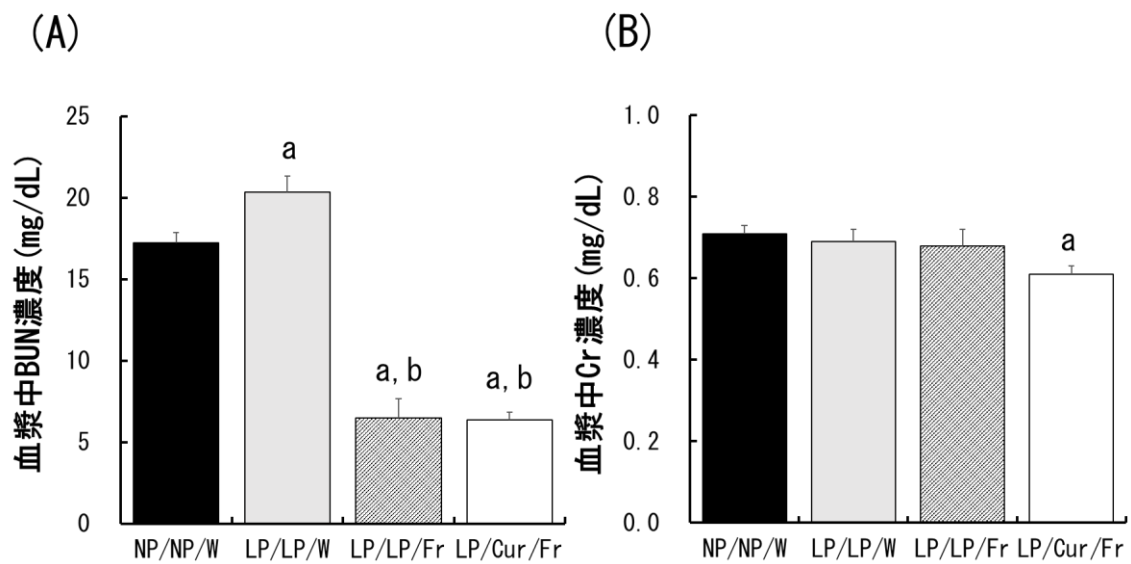 (A)
血漿中BUN濃度(mg/dL)
25
20
15
10
5
0
a
a, b
a, b
NP/NP/W
LP/LP/W
LP/LP/Fr
LP/Cur/Fr
(B)
血漿中Cr濃度(mg/dL)
1.0
0.8
0.6
0.4
0.2
0.0
a
NP/NP/W
LP/LP/W
LP/LP/Fr
LP/Cur/Fr